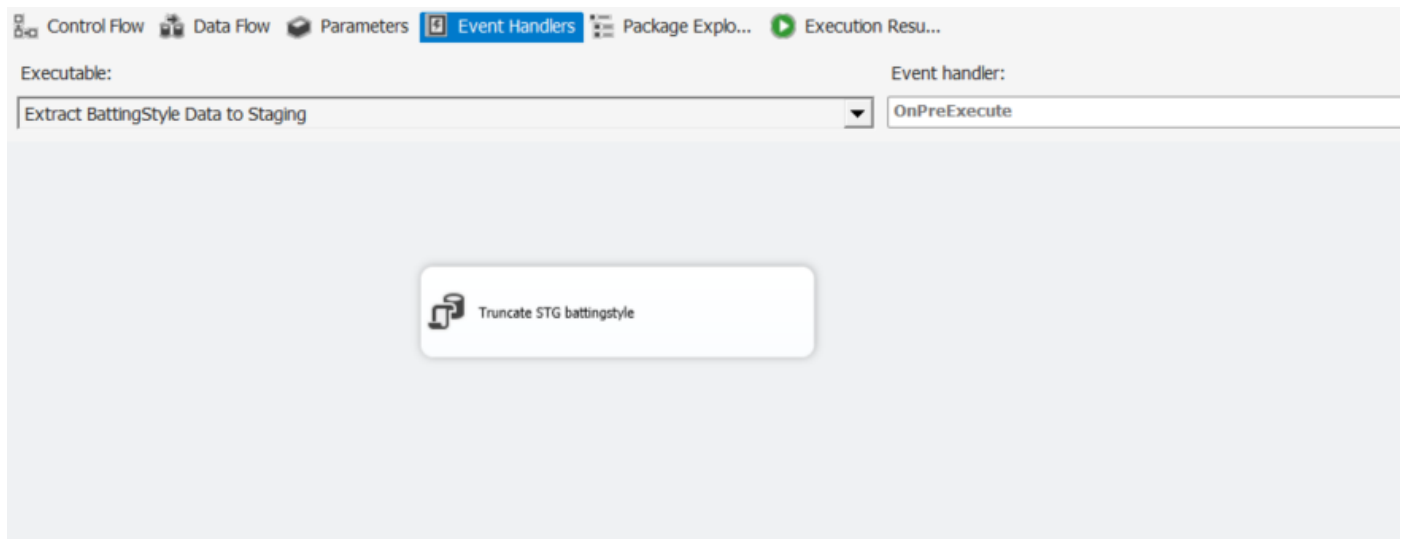 Control Flow Data Flow Parameters Event Handlers Package Explo... Execution Resu...
Executable: Event handler:
Extract BattingStyle Data to Staging OnPreExecute
Truncate STG battingstyle